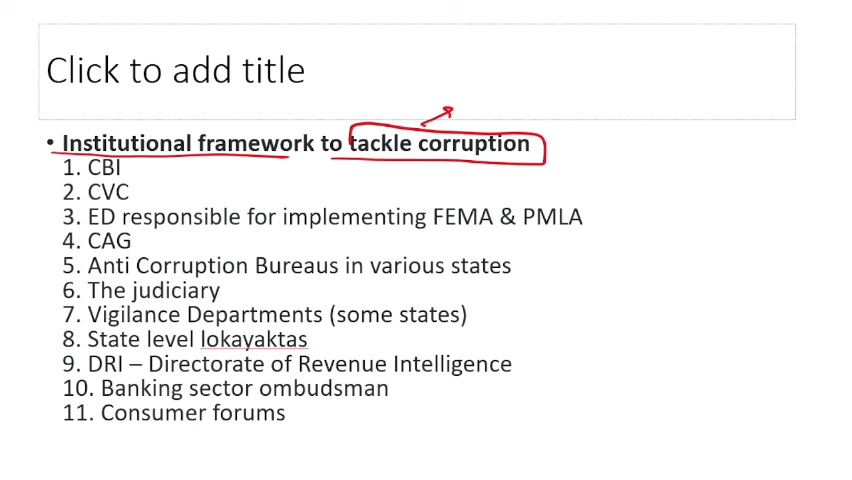 Click to add title
• Institutional framework to tackle corruption
1. CBI
2. CVC
3. ED responsible for implementing FEMA & PMLA
4. CAG
5. Anti Corruption Bureaus in various states
6. The judiciary
7. Vigilance Departments (some states)
8. State level lokayaktas
9. DRI – Directorate of Revenue Intelligence
10. Banking sector ombudsman
11. Consumer forums